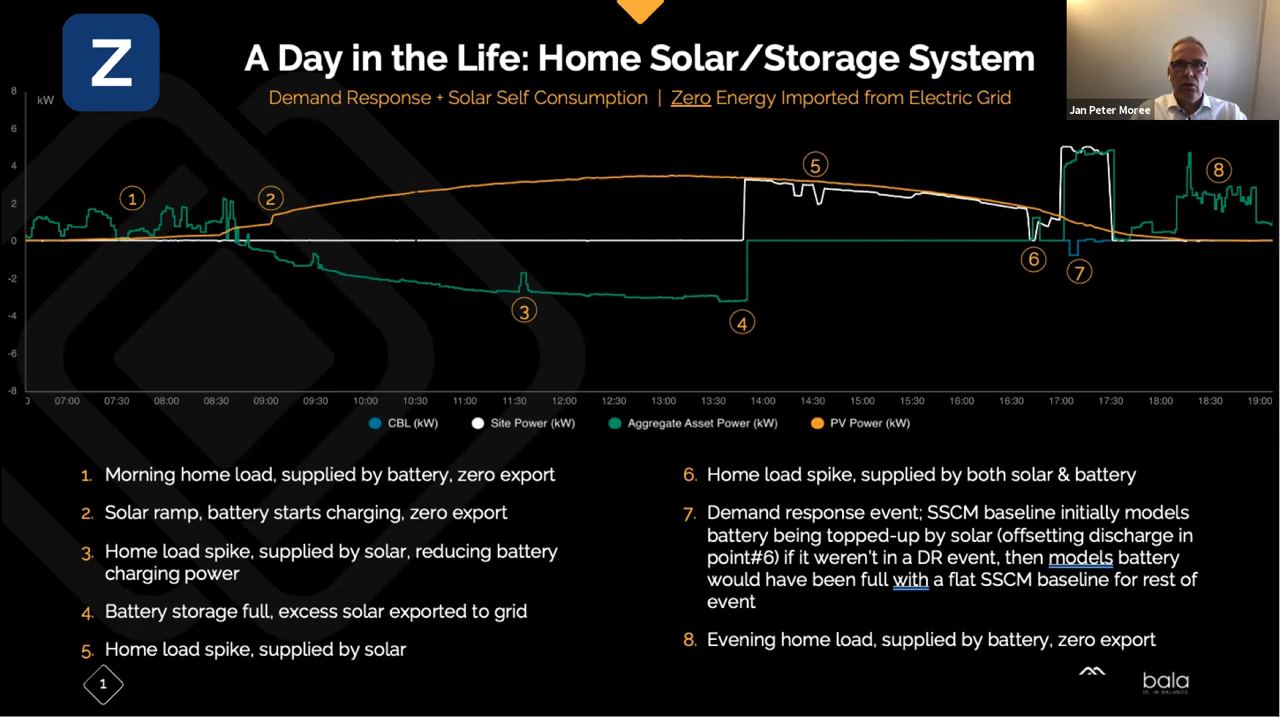 Z
A Day in the Life: Home Solar/Storage System
Demand Response + Solar Self Consumption | Zero Energy Imported from Electric Grid
Jan Peter Moree
kW
8
6
4
2
0
-2
-4
-6
-8
1
2
3
4
5
6
7
8
0 07:00 07:30 08:00 08:30 09:00 09:30 10:00 10:30 11:00 11:30 12:00 12:30 13:00 13:30 14:00 14:30 15:00 15:30 16:00 16:30 17:00 17:30 18:00 18:30 19:00
CBL (kW) Site Power (kW) Aggregate Asset Power (kW) PV Power (kW)
1. Morning home load, supplied by battery, zero export
2. Solar ramp, battery starts charging, zero export
3. Home load spike, supplied by solar, reducing battery
charging power
4. Battery storage full, excess solar exported to grid
5. Home load spike, supplied by solar
6. Home load spike, supplied by both solar & battery
7. Demand response event; SSCM baseline initially models
battery being topped-up by solar (offsetting discharge in
point#6) if it weren't in a DR event, then models battery
would have been full with a flat SSCM baseline for rest of
event
8. Evening home load, supplied by battery, zero export
1
bala